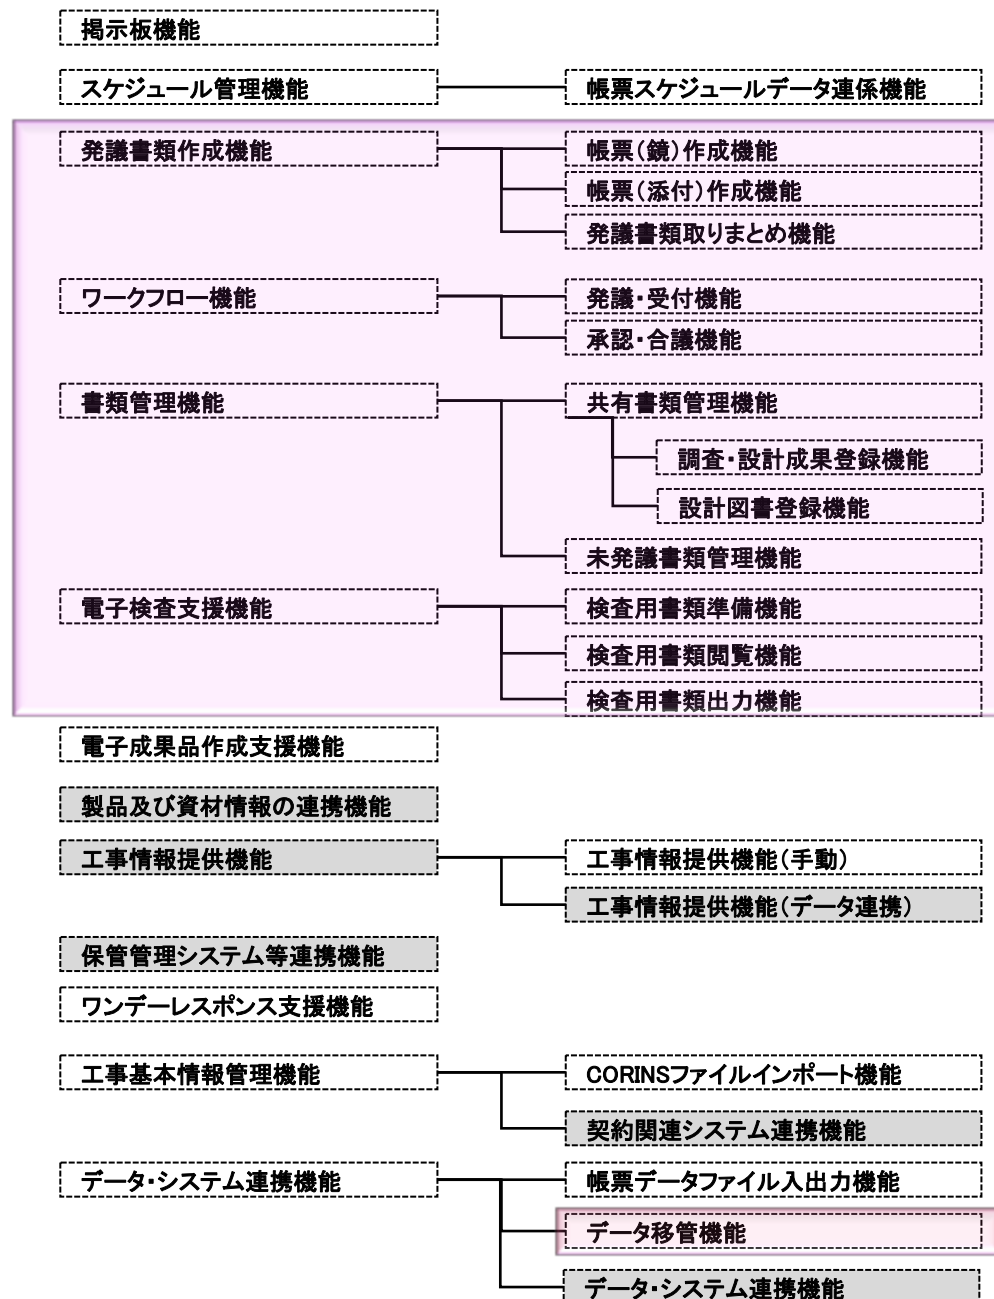 掲示板機能
スケジュール管理機能
帳票スケジュールデータ連係機能
発議書類作成機能
帳票(鏡)作成機能
帳票(添付)作成機能
発議書類取りまとめ機能
ワークフロー機能
発議・受付機能
承認・合議機能
書類管理機能
共有書類管理機能
調査・設計成果登録機能
設計図書登録機能
未発議書類管理機能
電子検査支援機能
検査用書類準備機能
検査用書類閲覧機能
検査用書類出力機能
電子成果品作成支援機能
製品及び資材情報の連携機能
工事情報提供機能
工事情報提供機能(手動)
工事情報提供機能(データ連携)
保管管理システム等連携機能
ワンデーレスポンス支援機能
工事基本情報管理機能
CORINSファイルインポート機能
契約関連システム連携機能
データ・システム連携機能
帳票データファイル入出力機能
データ移管機能
データ・システム連携機能